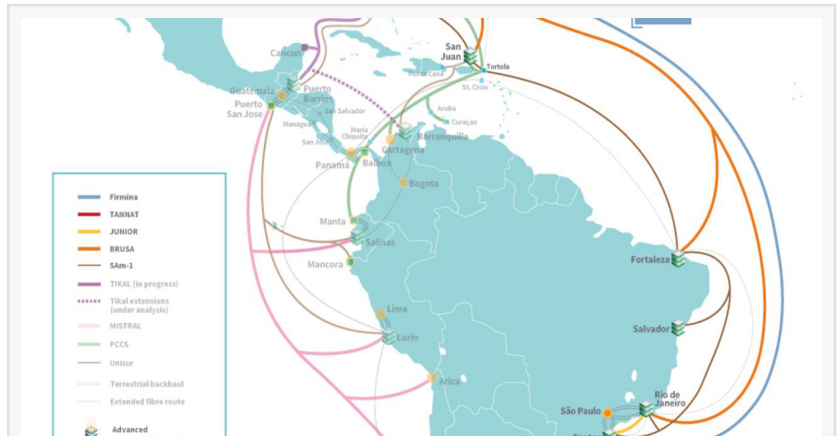 San
Juan
Cancun
Tortola
Punta Cana
St. Croix
Guatemala
Puerto
Barrios
Puerto
San Jose
San Salvador
Aruba
Managua
Curaçao
Maria
Chiquita
Barranquilla
San José
Cartagena
Panamá
Balboa
Bogota
Manta
Salinas
Mancora
Fortaleza
Lima
Salvador
Lurin
Arica
Rio de
Janeiro
São Paulo
Firmina
TANNAT
JUNIOR
BRUSA
SAm-1
TIKAL (in progress)
Tikal extensions
(under analysis)
MISTRAL
PCCS
Unisur
Terrestrial backhaul
Extended fibre route
Advanced